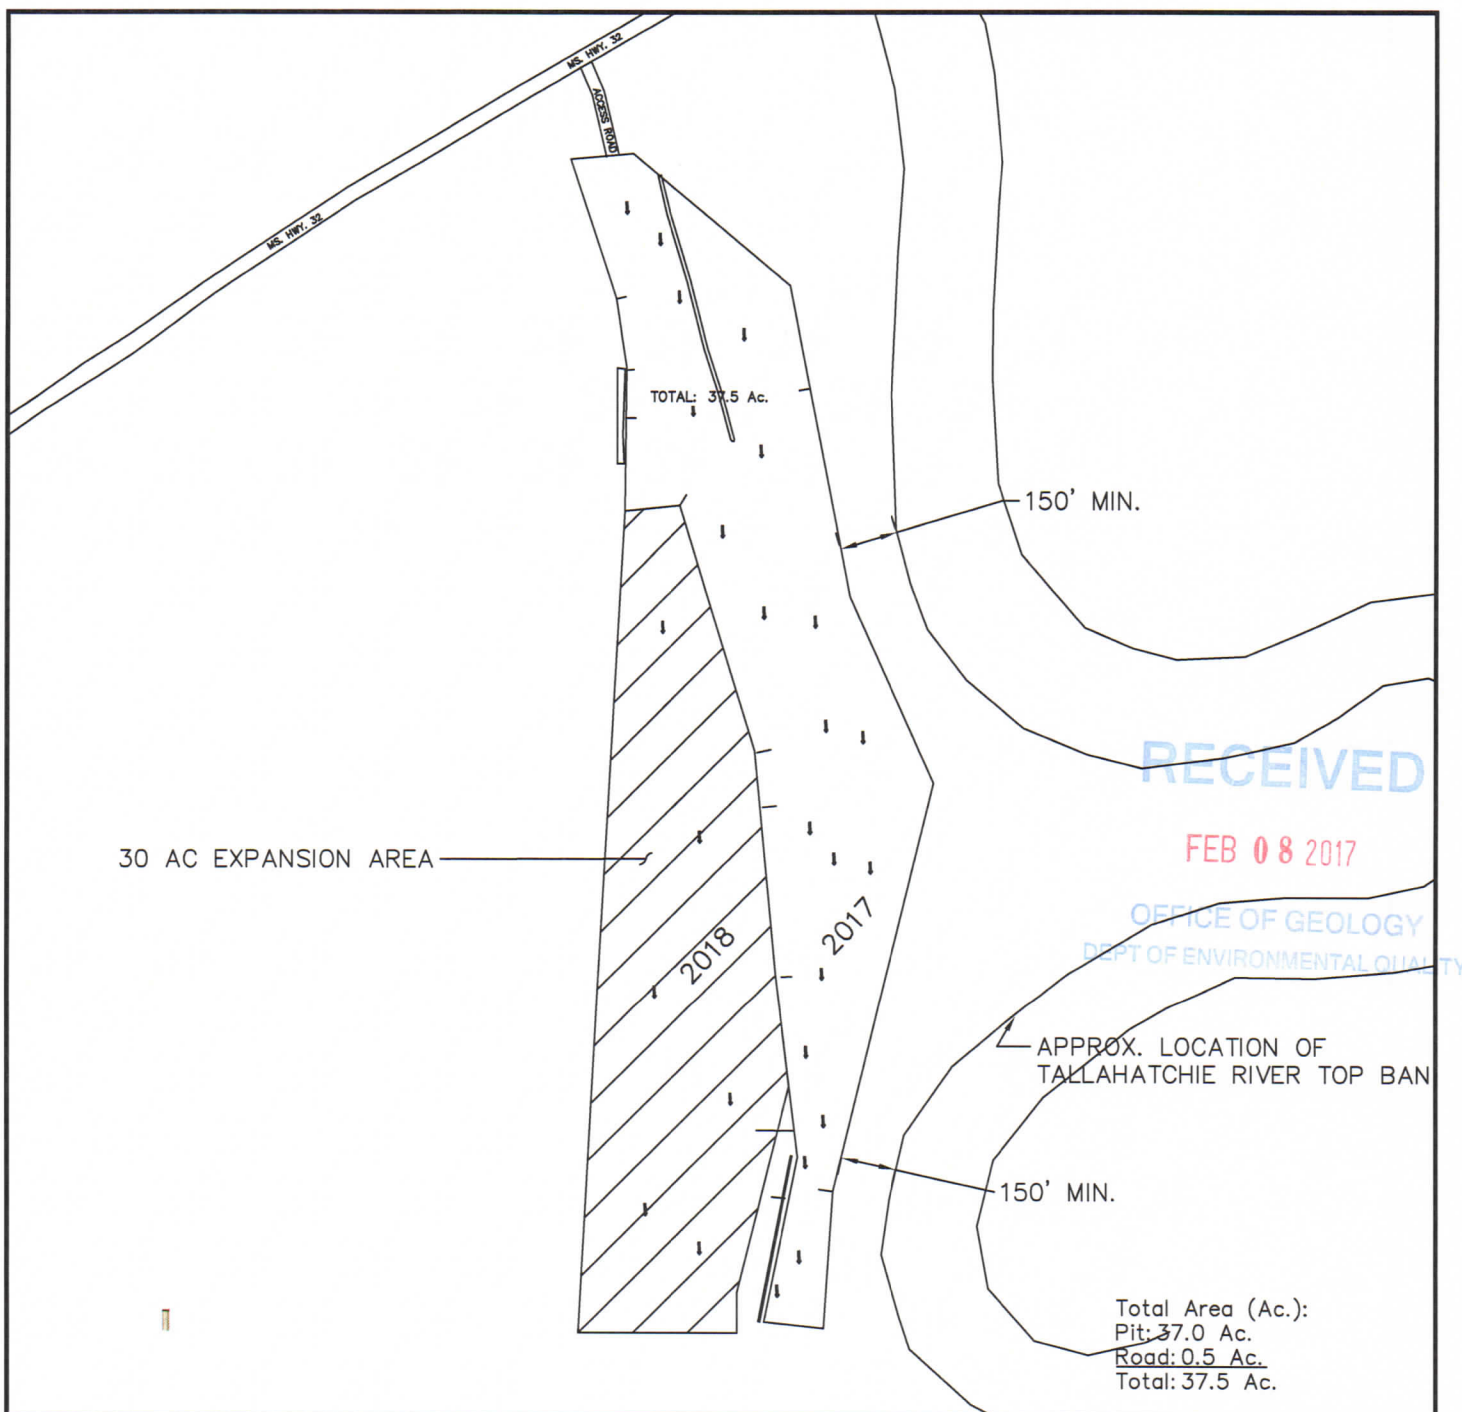 MS. HWY. 32
ACCESS ROAD
MS. HWY. 32
TOTAL: 37.5 Ac.
150' MIN.
RECEIVED
FEB 08 2017
30 AC EXPANSION AREA
OFFICE OF GEOLOGY
DEPT OF ENVIRONMENTAL QUALITY
2017
2018
APPROX. LOCATION OF
TALLAHATCHIE RIVER TOP BAN
150' MIN.
Total Area (Ac.):
Pit: 37.0 Ac.
Road: 0.5 Ac.
Total: 37.5 Ac.